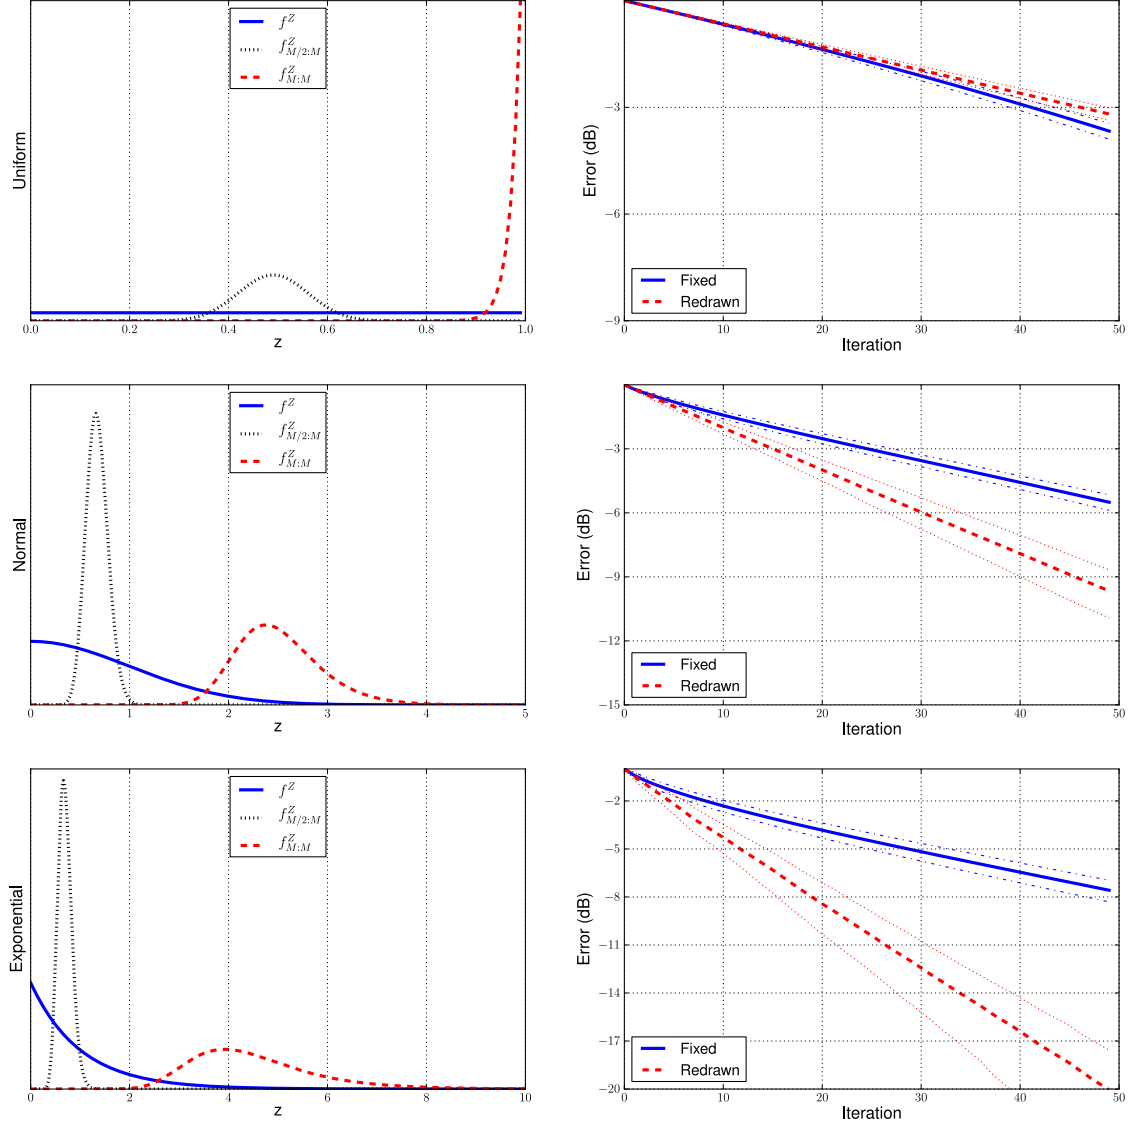 Uniform
f^Z
f^Z_{M/2:M}
f^Z_{M:M}
0.0 0.2 0.4 0.6 0.8 1.0
z
Error (dB)
−3
−6
−9
Fixed
Redrawn
0 10 20 30 40 50
Iteration
Normal
f^Z
f^Z_{M/2:M}
f^Z_{M:M}
0 1 2 3 4 5
z
Error (dB)
−3
−6
−9
−12
−15
Fixed
Redrawn
0 10 20 30 40 50
Iteration
Exponential
f^Z
f^Z_{M/2:M}
f^Z_{M:M}
0 2 4 6 8 10
z
Error (dB)
−2
−5
−8
−11
−14
−17
−20
Fixed
Redrawn
0 10 20 30 40 50
Iteration